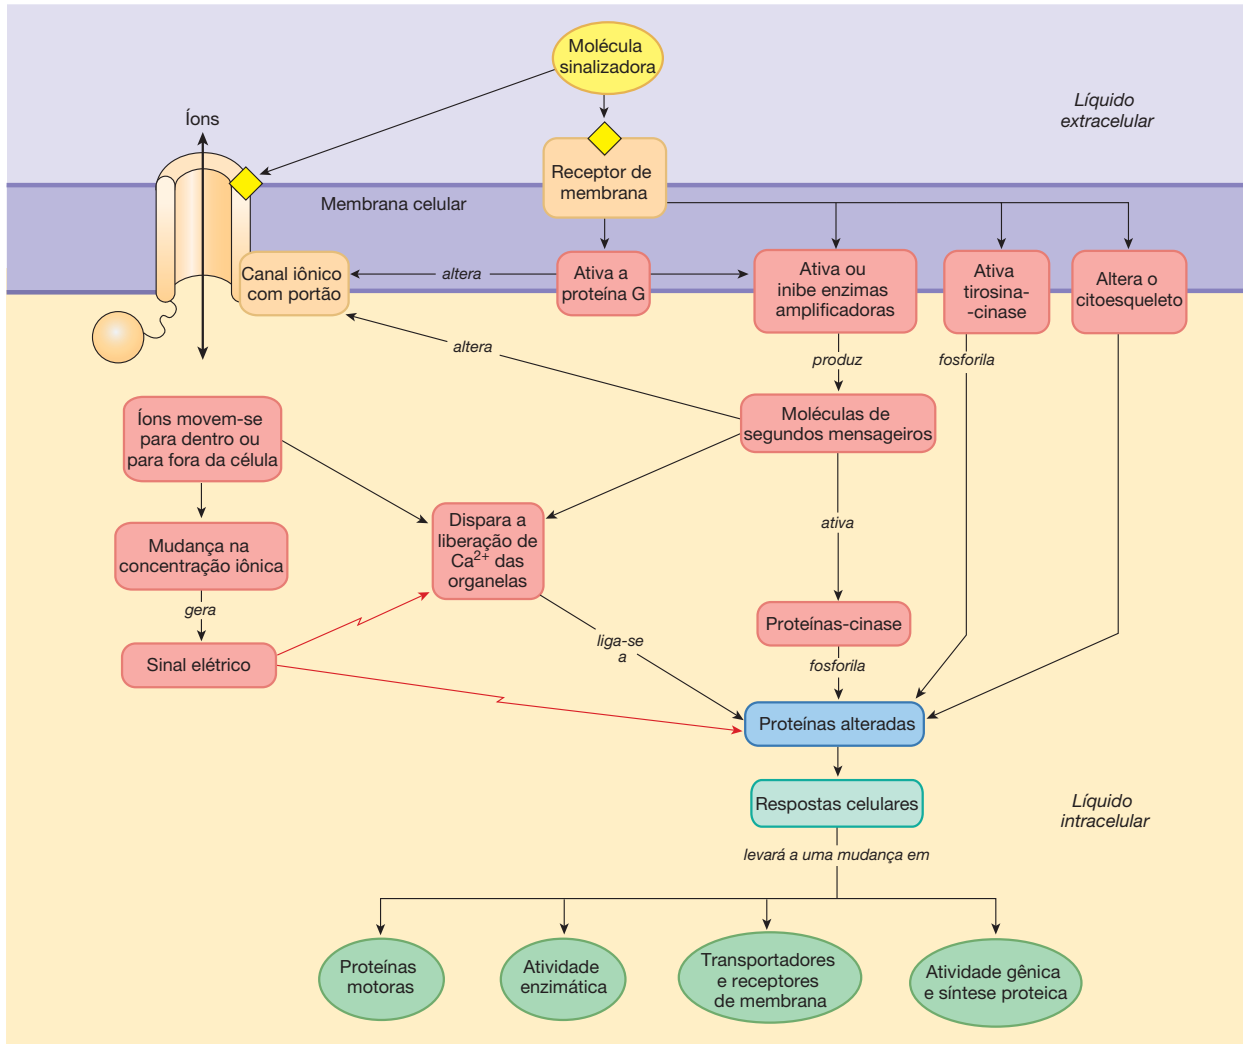 Molécula
sinalizadora
Líquido
extracelular
Íons
Receptor de
membrana
Membrana celular
Canal iônico
com portão
altera
Ativa a
proteína G
Ativa ou
inibe enzimas
amplificadoras
Ativa
tirosina-
-cinase
Altera o
citoesqueleto
altera
produz
fosforila
Íons movem-se
para dentro ou
para fora da célula
Moléculas de
segundos mensageiros
Mudança na
concentração iônica
Dispara a
liberação de
Ca2+ das
organelas
ativa
gera
Sinal elétrico
liga-se
a
Proteínas-cinase
fosforila
Proteínas alteradas
Respostas celulares
Líquido
intracelular
levará a uma mudança em
Proteínas
motoras
Atividade
enzimática
Transportadores
e receptores
de membrana
Atividade gênica
e síntese proteica